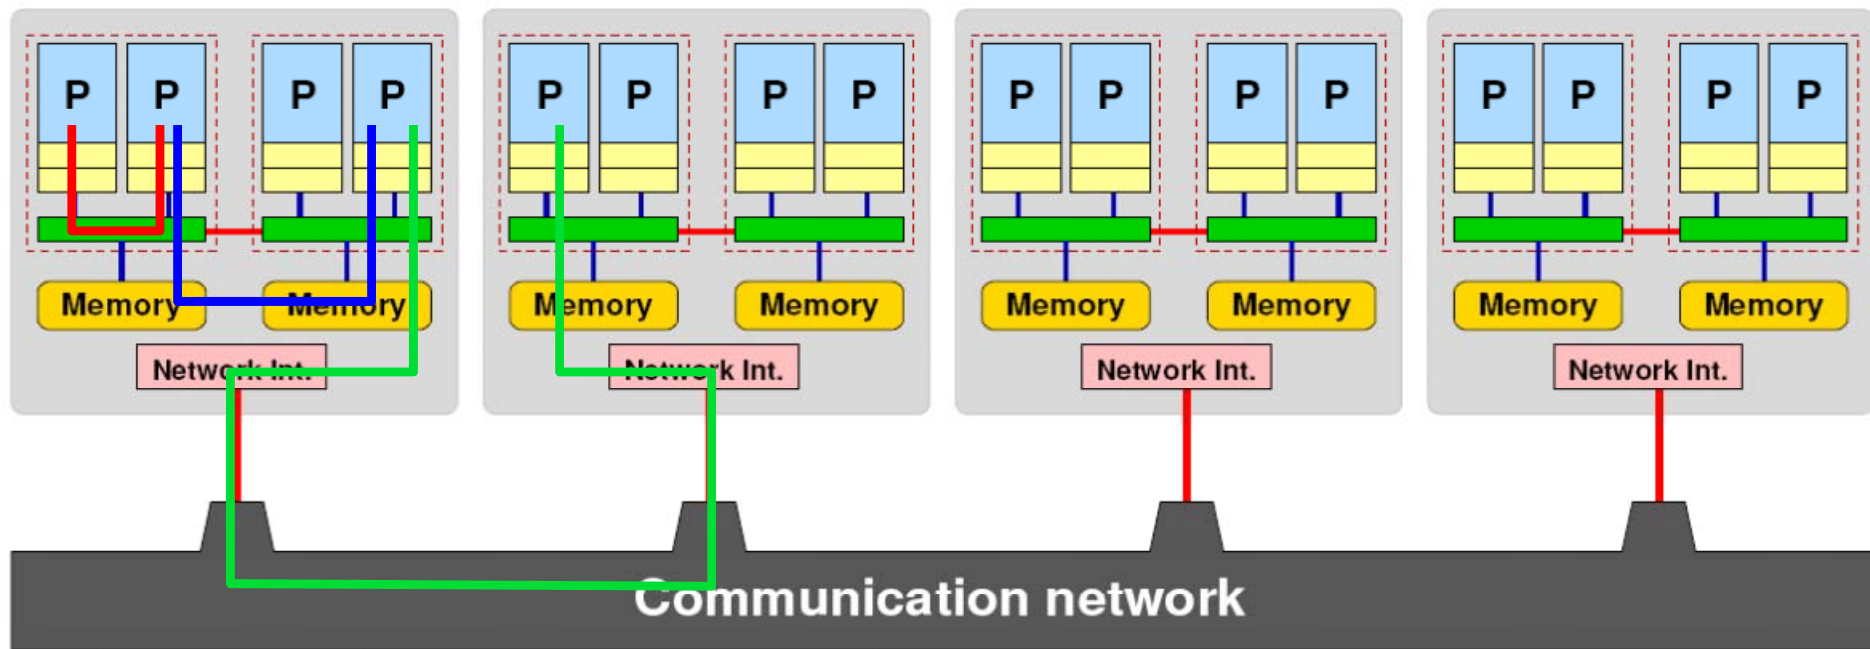 P P P P P P P P P P P P P P P P
Memory Memory Memory Memory Memory Memory Memory Memory
Network Int. Network Int. Network Int. Network Int.
Communication network